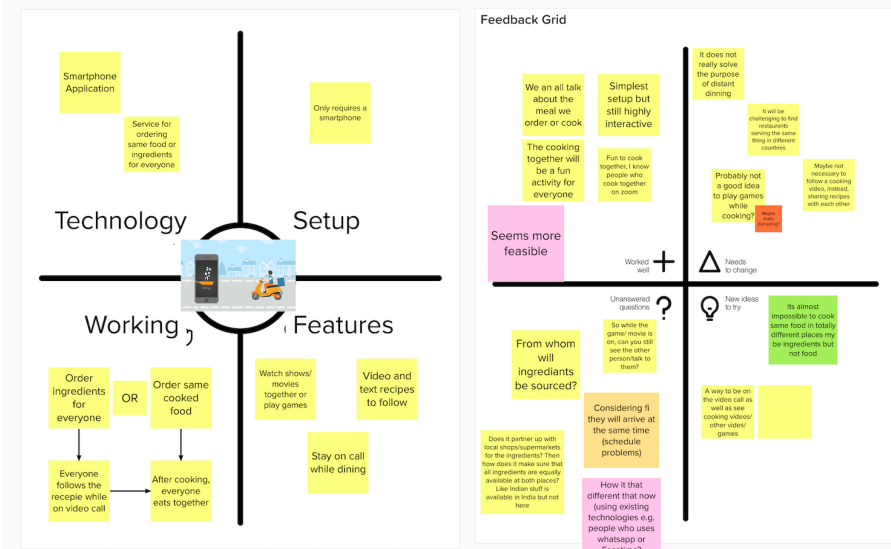 Feedback Grid
Smartphone
Application
Service for
ordering
same food or
ingredients
for everyone
Only requires a
smartphone
Technology
Setup
Working
,
Features
Order
ingredients
for
everyone
OR
Order same
cooked
food
Everyone
follows the
recepie while
on video call
After cooking,
everyone
eats together
Watch shows/
movies
together or
play games
Video and
text recipes
to follow
Stay on call
while dining
We an all talk
about the
meal we
order or cook
Simplest
setup but
still highly
interactive
The cooking
together will
be a fun
activity for
everyone
Fun to cook
together, I know
people who
cook together
on zoom
Seems more
feasible
Worked
well
It does not
really solve
the purpose
of distant
dinning
It will be
challenging to find
restaurants
serving the same
thing in different
countries
Maybe not
necessary to
follow a cooking
video, instead,
sharing recipes
with each other
Probably not
a good idea
to play games
while
cooking?
Maybe
distracting?
Needs
to change
Unanswered
questions
?
New ideas
to try
From whom
will
ingrediants
be sourced?
So while the
game/ movie is
on, can you still
see the other
person/talk to
them?
Considering fi
they will arrive at
the same time
(schedule
problems)
Does it partner up with
local shops/supermarkets
for the ingredients? Then
how does it make sure that
all ingredients are equally
available at both places?
Like Indian stuff is
available in India but not
here
How it that
different that now
(using existing
technologies e.g.
people who uses
whatsapp or
Facetime?
Its almost
impossible to cook
same food in totally
different places my
be ingredients but
not food
A way to be on
the video call as
well as see
cooking videos/
other vides/
games